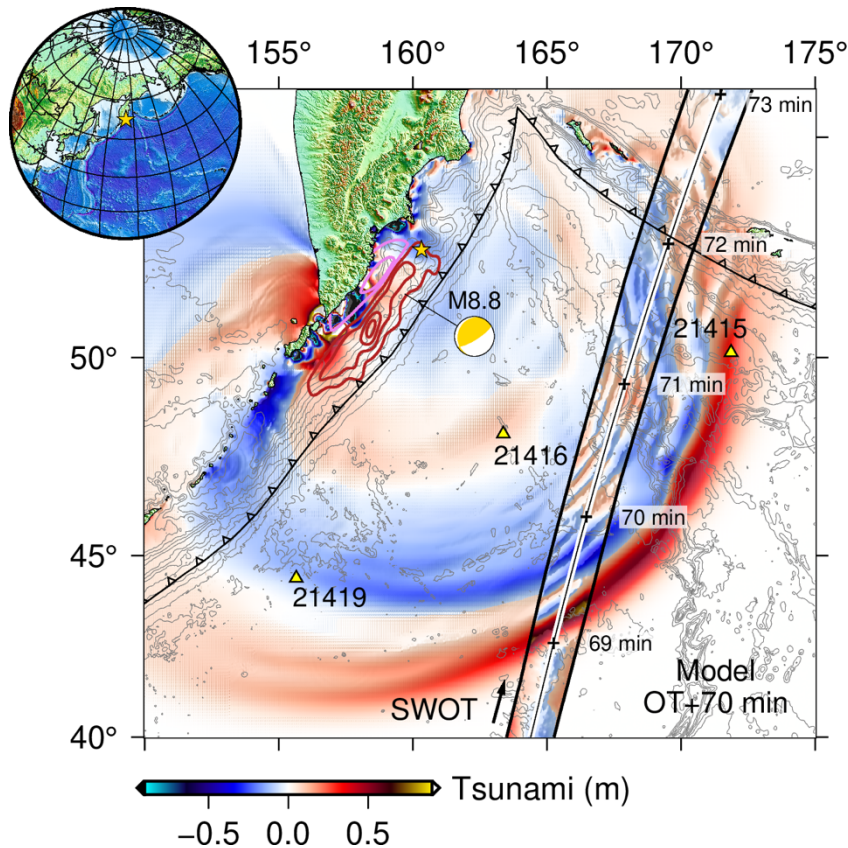 155° 160° 165° 170° 175°
73 min
72 min
M8.8
21415
50°
71 min
21416
70 min
45°
21419
69 min
Model
OT+70 min
SWOT
40°
Tsunami (m)
−0.5 0.0 0.5